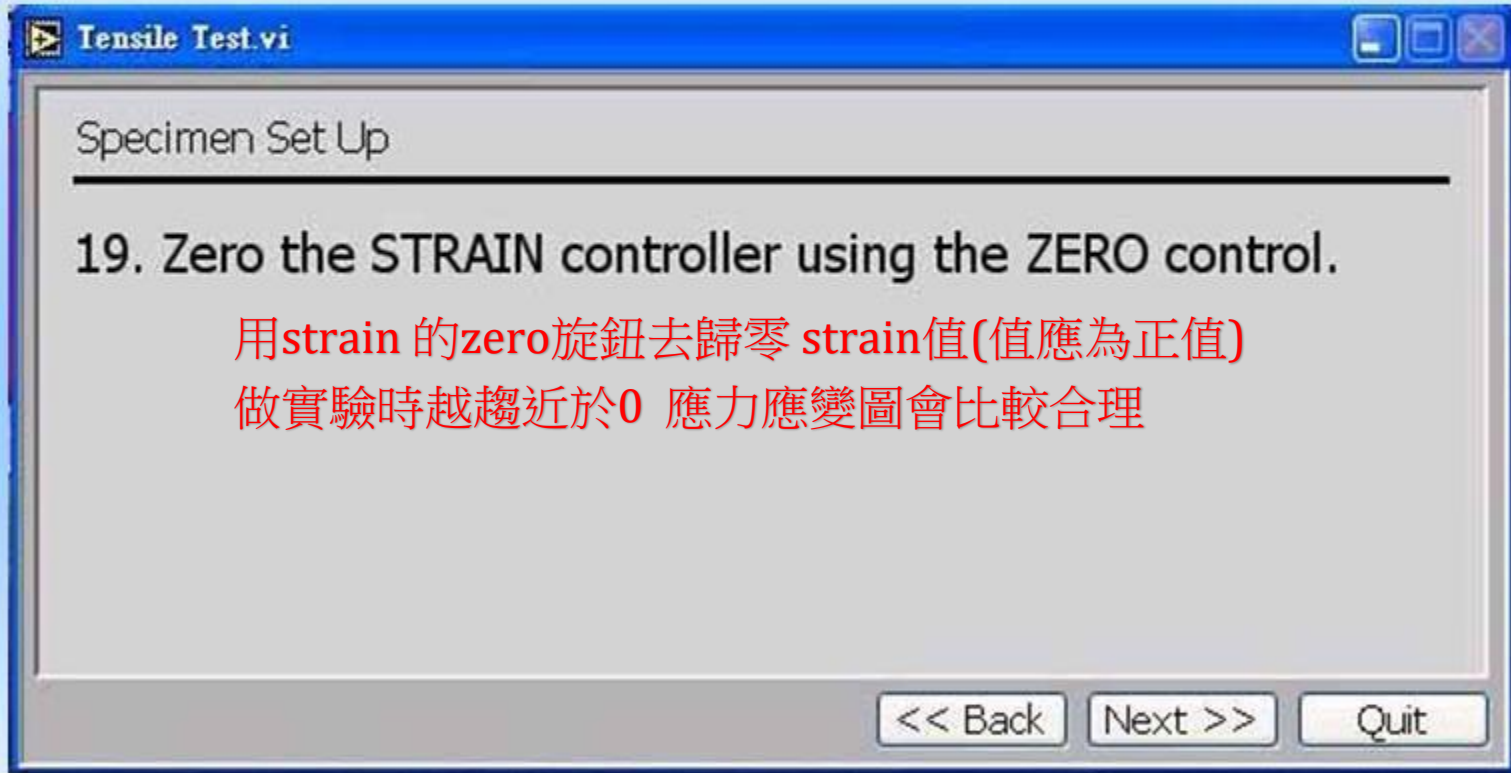 Tensile Test.vi
Specimen Set Up
19. Zero the STRAIN controller using the ZERO control.
用strain 的zero旋鈕去歸零 strain值(值應為正值)
做實驗時越趨近於0 應力應變圖會比較合理
<< Back Next >> Quit